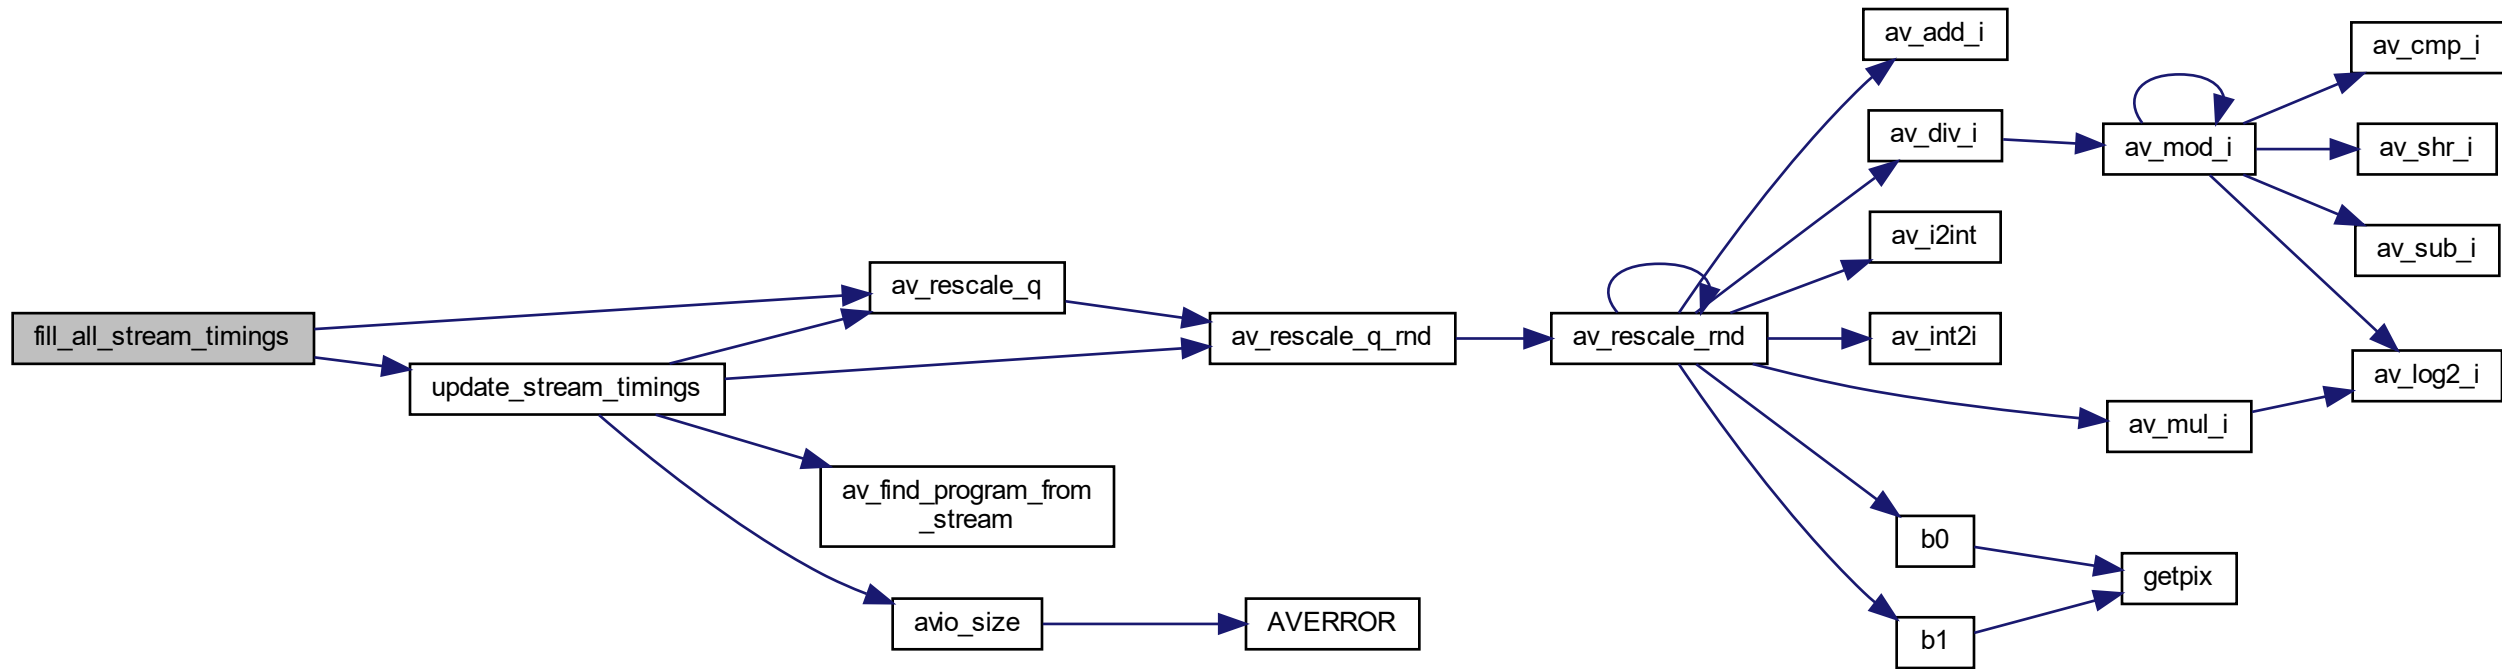 fill_all_stream_timings
update_stream_timings
av_rescale_q
av_find_program_from
_stream
avio_size
av_rescale_q_rnd
AVERROR
av_rescale_rnd
av_add_i
av_div_i
av_i2int
av_int2i
av_mul_i
b0
b1
av_mod_i
getpix
av_cmp_i
av_shr_i
av_sub_i
av_log2_i